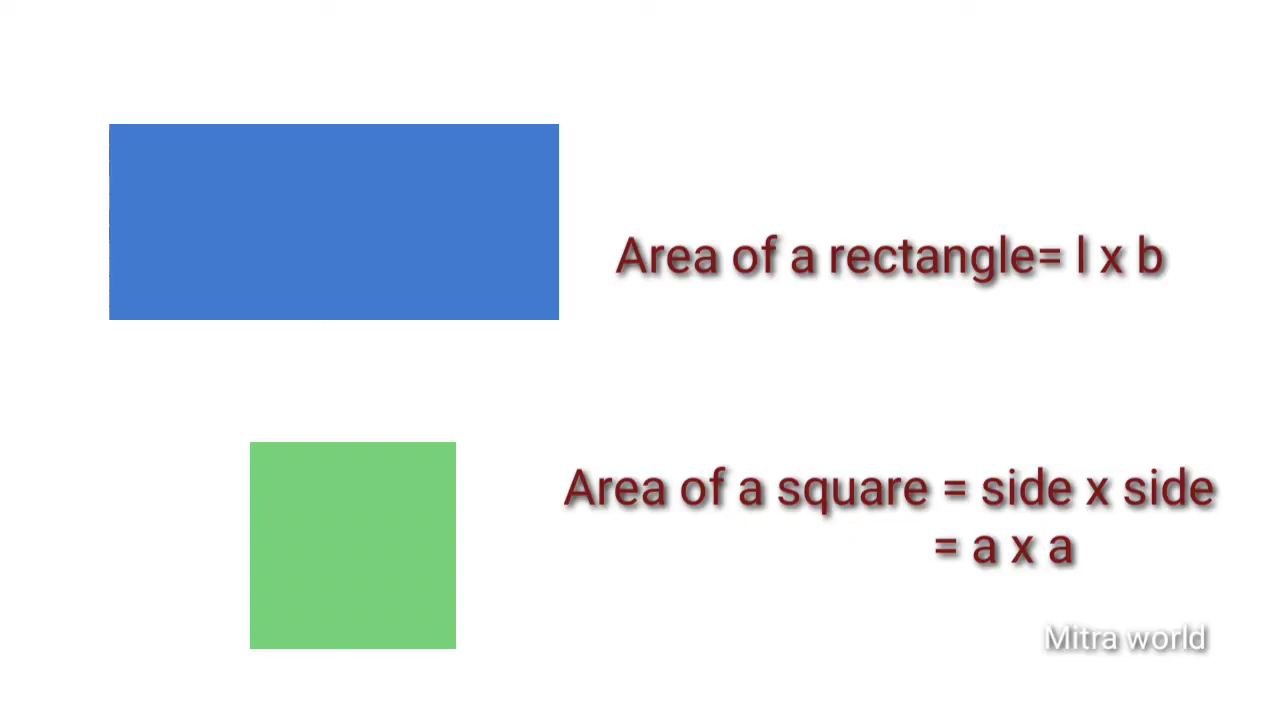 Area of a rectangle= l x b
Area of a square = side x side
= a x a
Mitra world